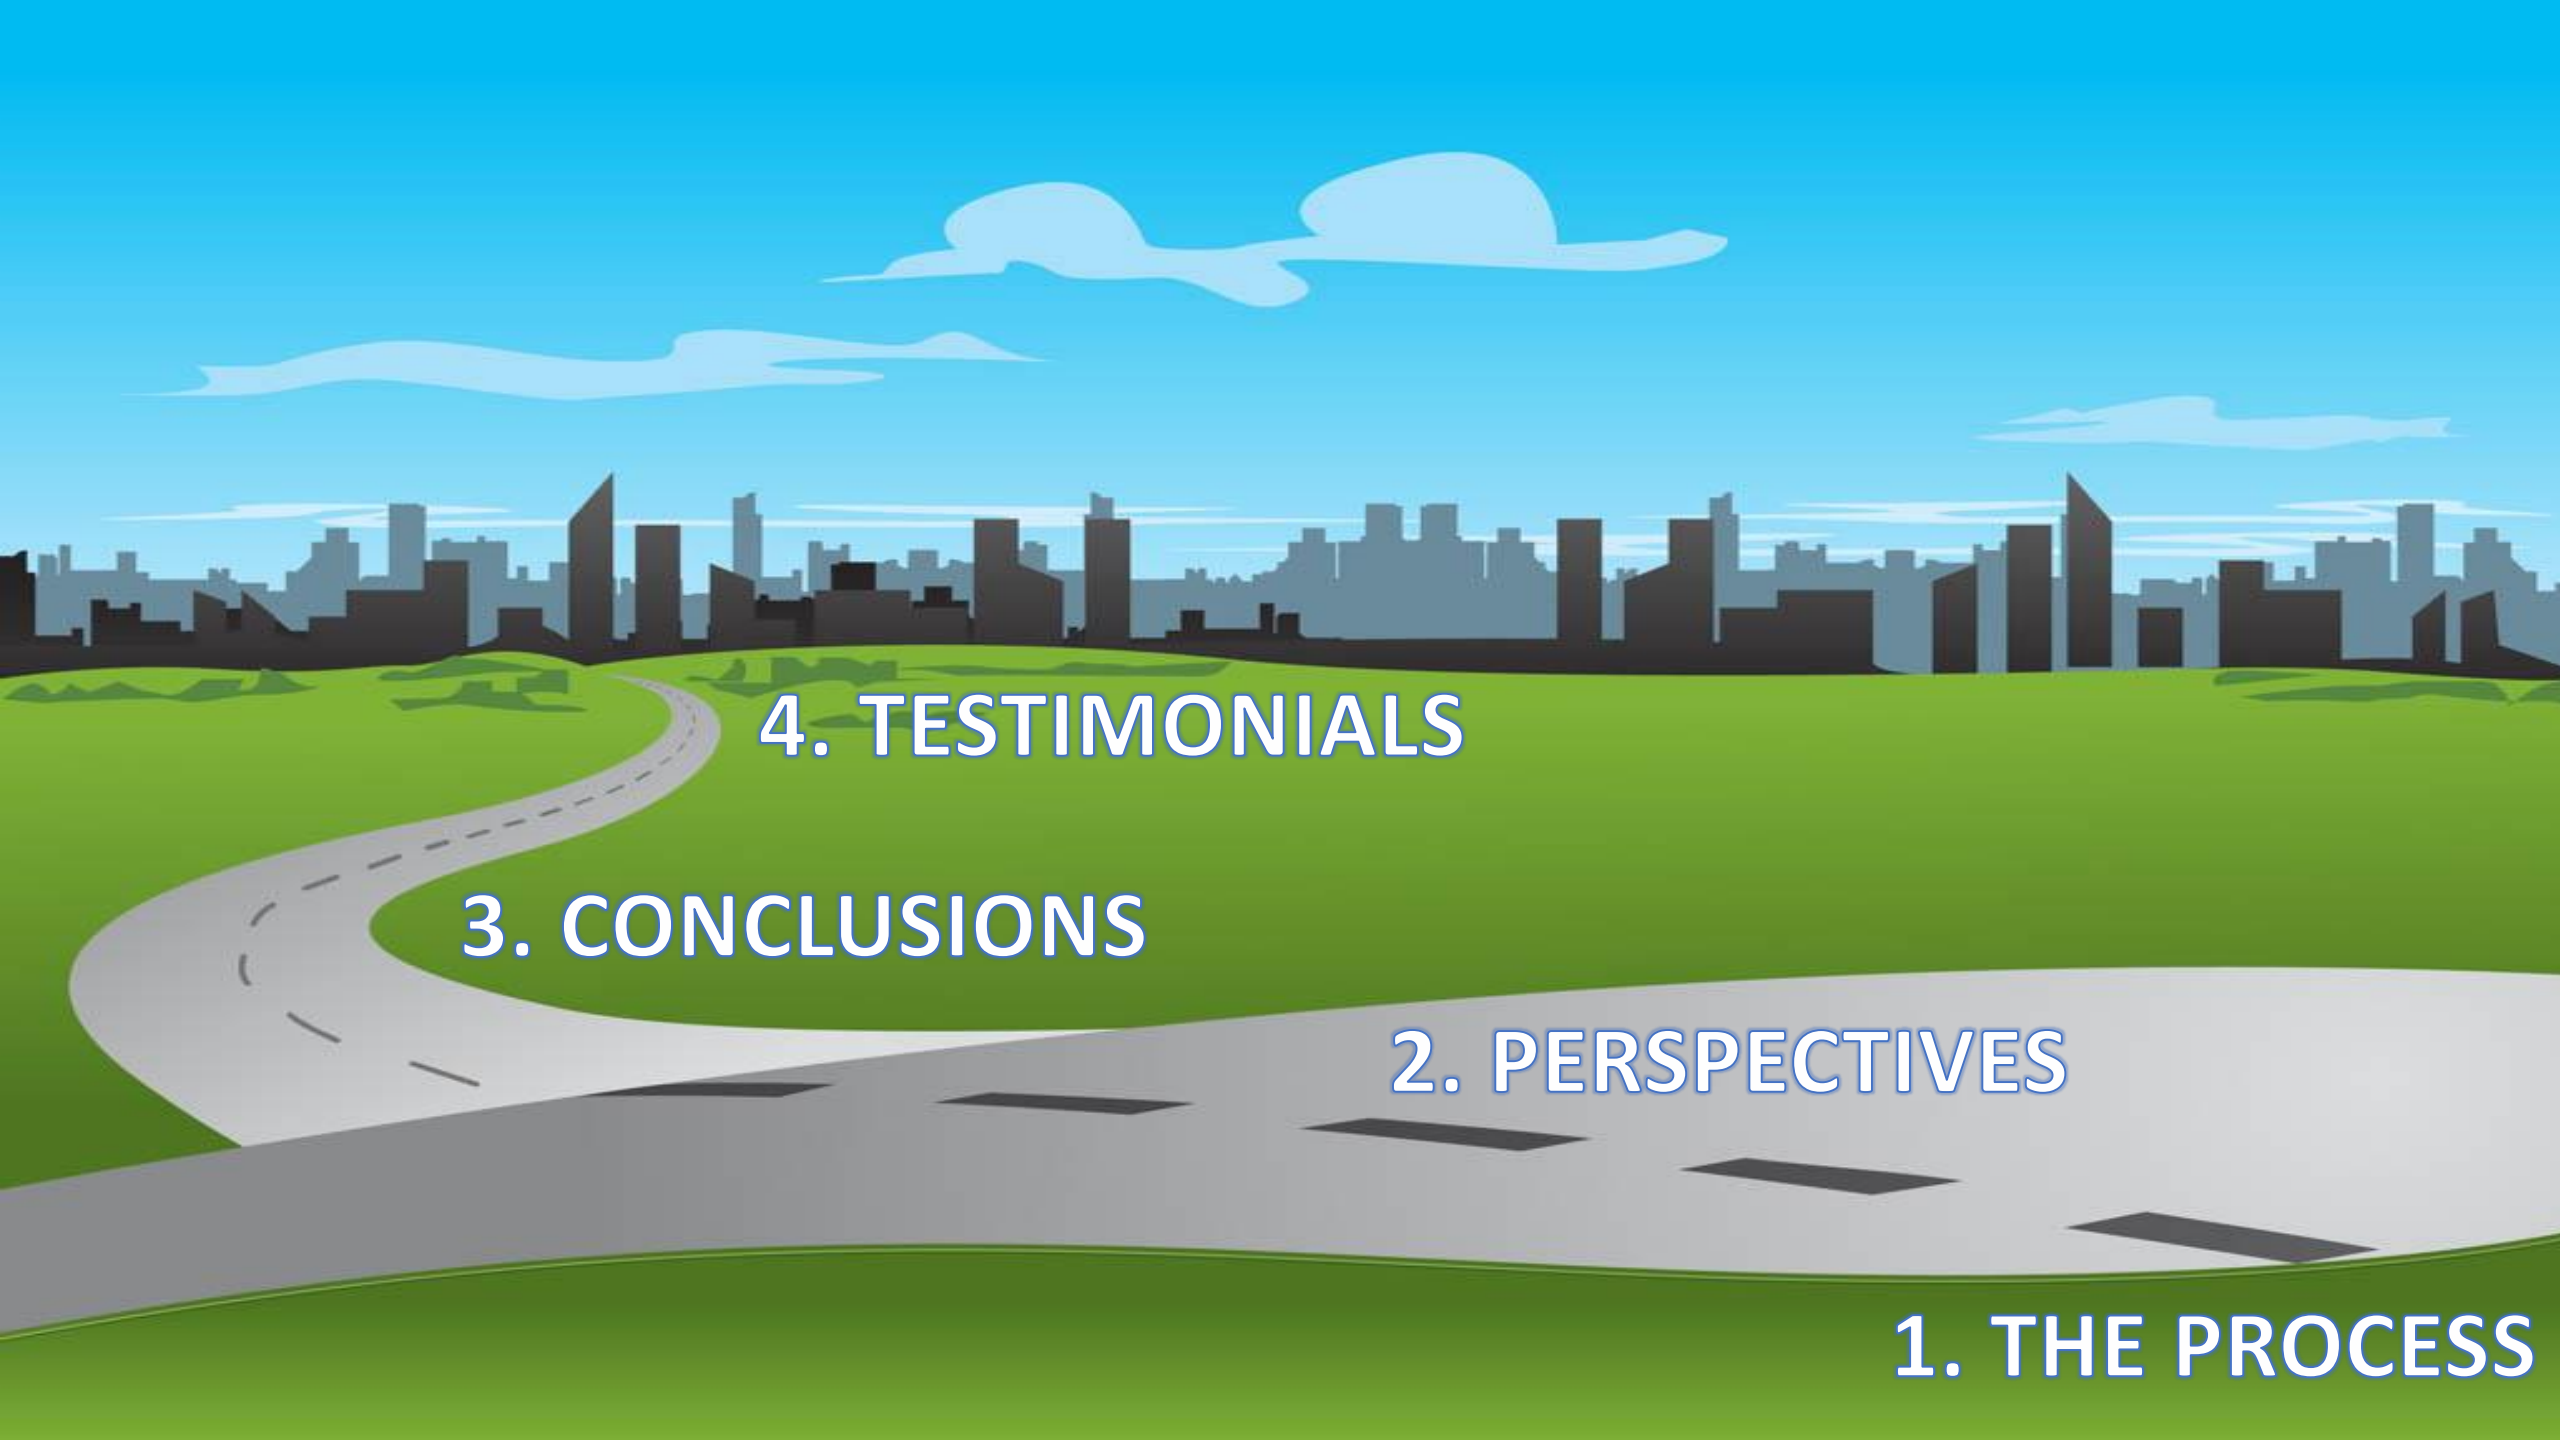 4. TESTIMONIALS
3. CONCLUSIONS
2. PERSPECTIVES
1. THE PROCESS